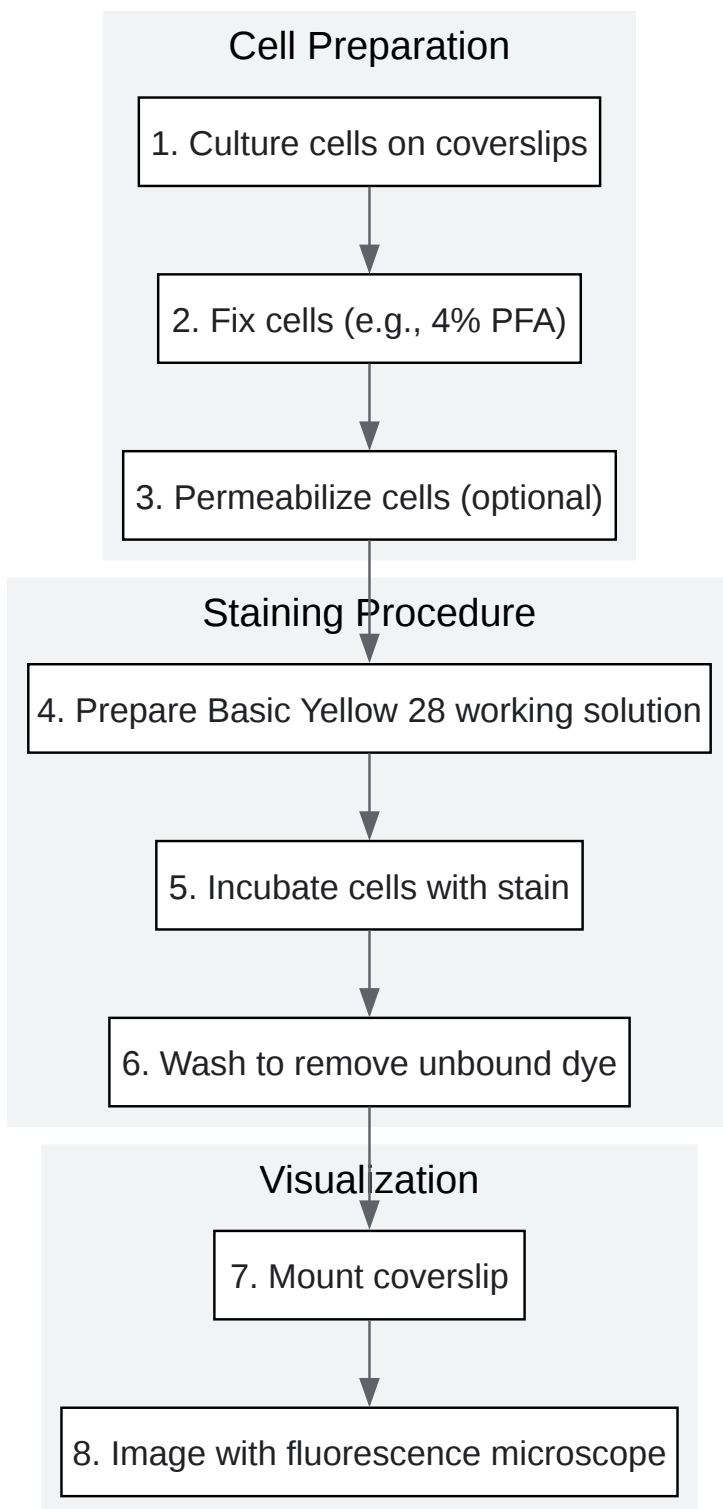 Cell Preparation
1. Culture cells on coverslips
2. Fix cells (e.g., 4% PFA)
3. Permeabilize cells (optional)
Staining Procedure
4. Prepare Basic Yellow 28 working solution
5. Incubate cells with stain
6. Wash to remove unbound dye
Visualization
7. Mount coverslip
8. Image with fluorescence microscope